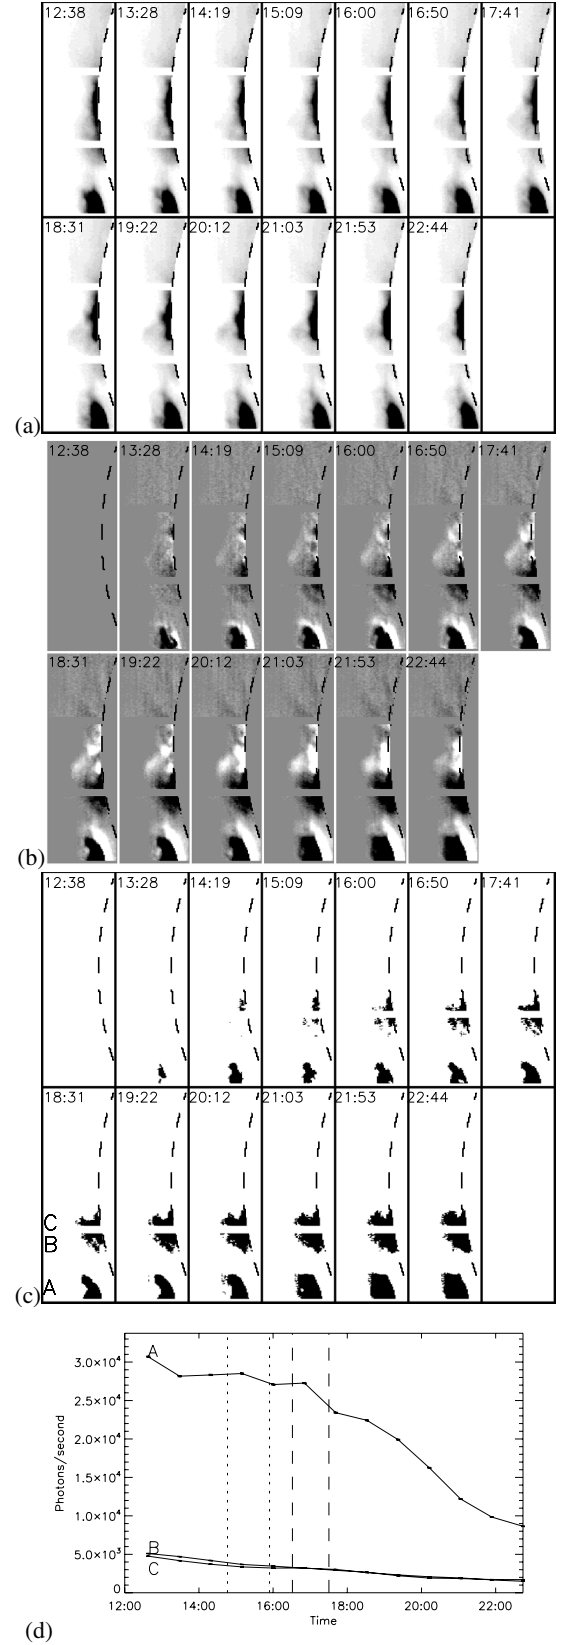 12:38 13:28 14:19 15:09 16:00 16:50 17:41
18:31 19:22 20:12 21:03 21:53 22:44
(a)
12:38 13:28 14:19 15:09 16:00 16:50 17:41
18:31 19:22 20:12 21:03 21:53 22:44
(b)
12:38 13:28 14:19 15:09 16:00 16:50 17:41
18:31 19:22 20:12 21:03 21:53 22:44
C
B
A
(c)
A
3.0×10⁴
2.5×10⁴
2.0×10⁴
1.5×10⁴
1.0×10⁴
5.0×10³
0
Photons/second
B
C
12:00 14:00 16:00 18:00 20:00 22:00
Time
(d)